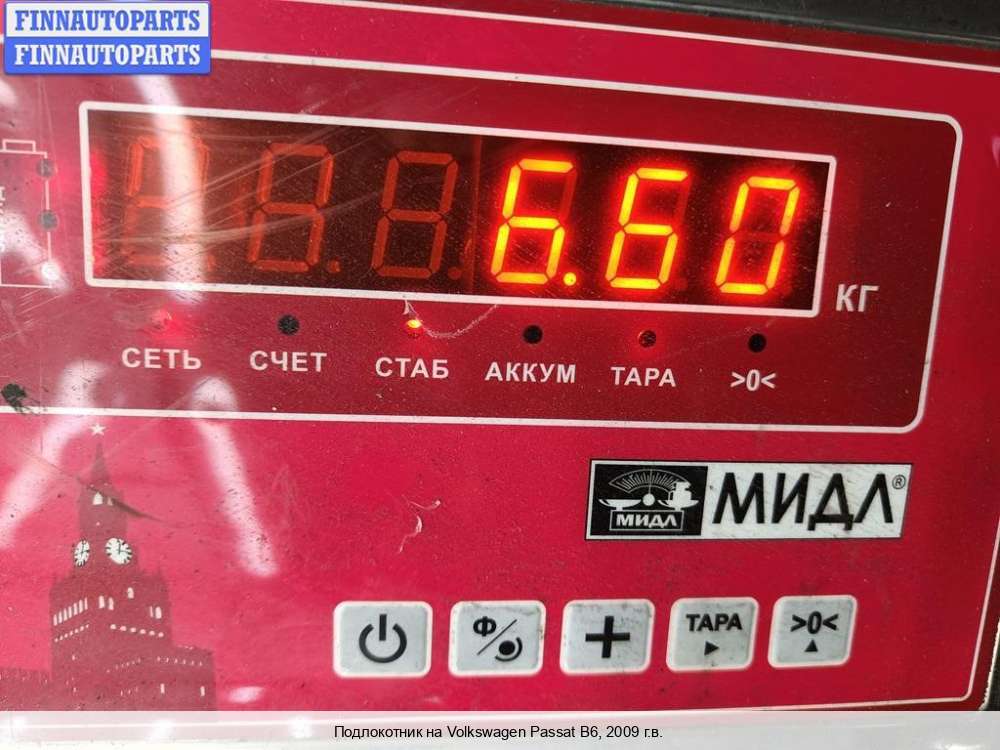 FINNAUTOPARTS
FINNAUTOPARTS
6.60
КГ
СЕТЬ СЧЕТ СТАБ АККУМ ТАРА >0<
МИДЛ МИДЛ®
Ф ТАРА >0<
Подлокотник на Volkswagen Passat B6, 2009 г.в.